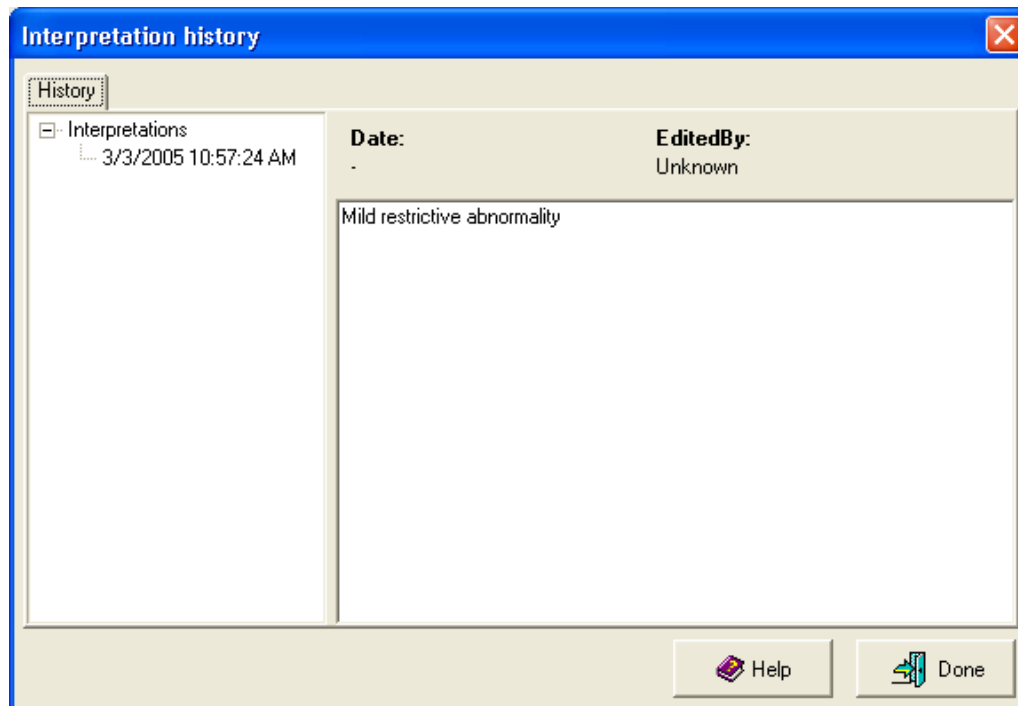 Interpretation history
History
Interpretations
3/3/2005 10:57:24 AM
Date:
-
EditedBy:
Unknown
Mild restrictive abnormality
Help
Done